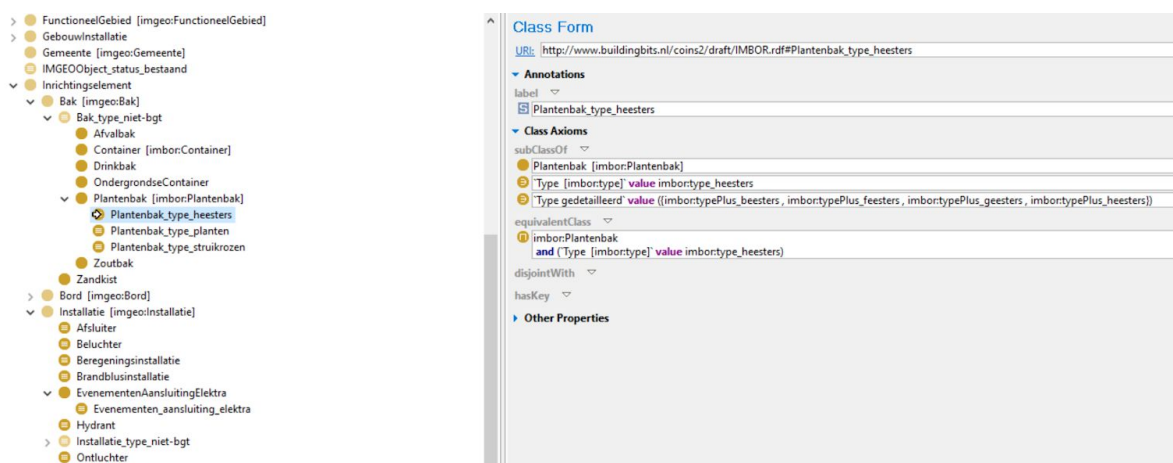 FunctioneelGebied [imgeo:FunctioneelGebied]
GebouwInstallatie
Gemeente [imgeo:Gemeente]
IMGEOObject_status_bestaand
Inrichtingselement
Bak [imgeo:Bak]
Bak_type_niet-bgt
Afvalbak
Container [imbor:Container]
Drinkbak
OndergrondseContainer
Plantenbak [imbor:Plantenbak]
Plantenbak_type_heesters
Plantenbak_type_planten
Plantenbak_type_struikrozen
Zoutbak
Zandkist
Bord [imgeo:Bord]
Installatie [imgeo:Installatie]
Afsluiter
Beluchter
Beregeningsinstallatie
Brandblusinstallatie
EvenementenAansluitingElektra
Evenementen_aansluiting_elektra
Hydrant
Installatie_type_niet-bgt
Ontluchter
Class Form
URI: http://www.buildingbits.nl/coins2/draft/IMBOR.rdf#Plantenbak_type_heesters
Annotations
label
S Plantenbak_type_heesters
Class Axioms
subClassOf
Plantenbak [imbor:Plantenbak]
`Type [imbor:type]` value imbor:type_heesters
`Type gedetailleerd` value ({imbor:typePlus_beesters , imbor:typePlus_feesters , imbor:typePlus_geesters , imbor:typePlus_heesters})
equivalentClass
imbor:Plantenbak
and (`Type [imbor:type]` value imbor:type_heesters)
disjointWith
hasKey
Other Properties